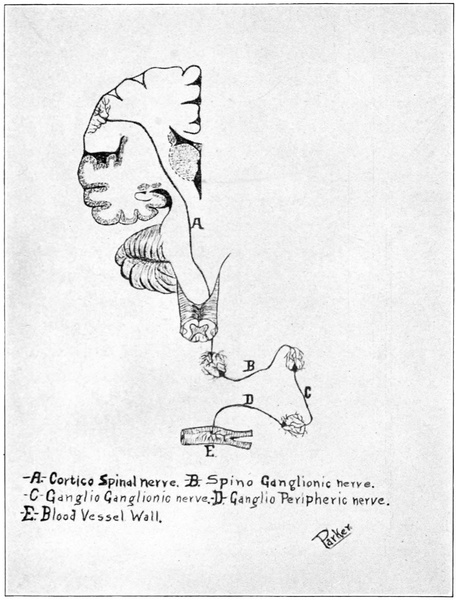 A
B
C
D
E.
-A.- Cortico Spinal nerve. B.- Spino Ganglionic nerve.
-C- Ganglio Ganglionic nerve.-D.- Ganglio Peripheric nerve.
-E.- Blood Vessel Wall.
Parker.